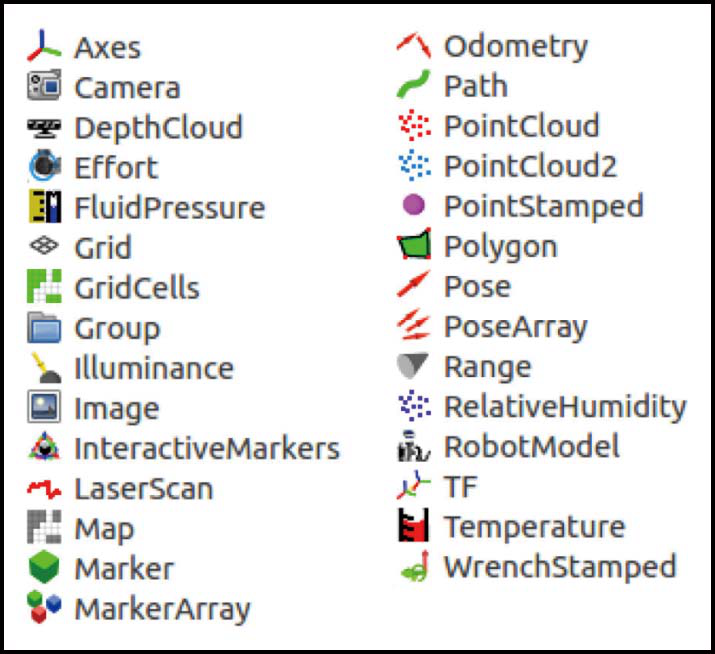 Axes
Camera
DepthCloud
Effort
FluidPressure
Grid
GridCells
Group
Illuminance
Image
InteractiveMarkers
LaserScan
Map
Marker
MarkerArray
Odometry
Path
PointCloud
PointCloud2
PointStamped
Polygon
Pose
PoseArray
Range
RelativeHumidity
RobotModel
TF
Temperature
WrenchStamped